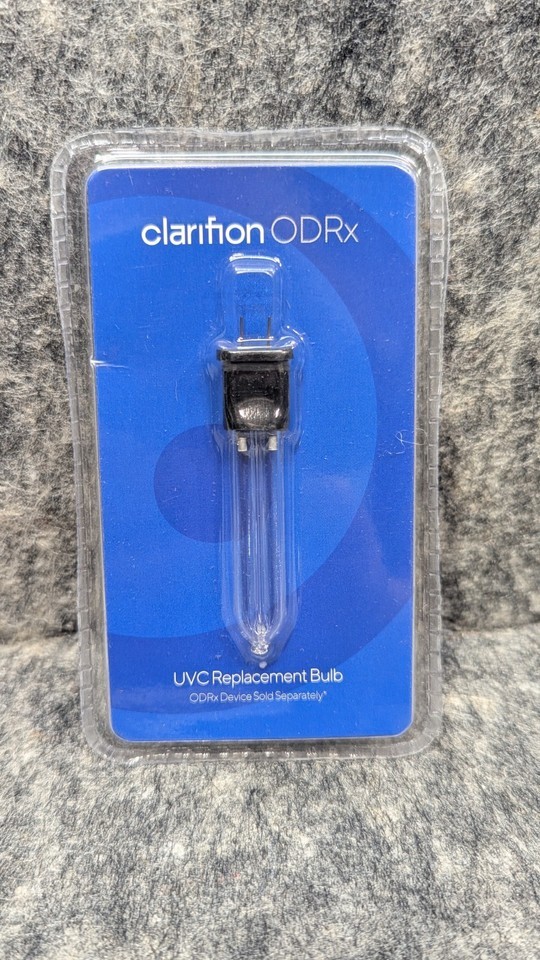 clarifion ODRx
UVC Replacement Bulb
ODRx Device Sold Separately*